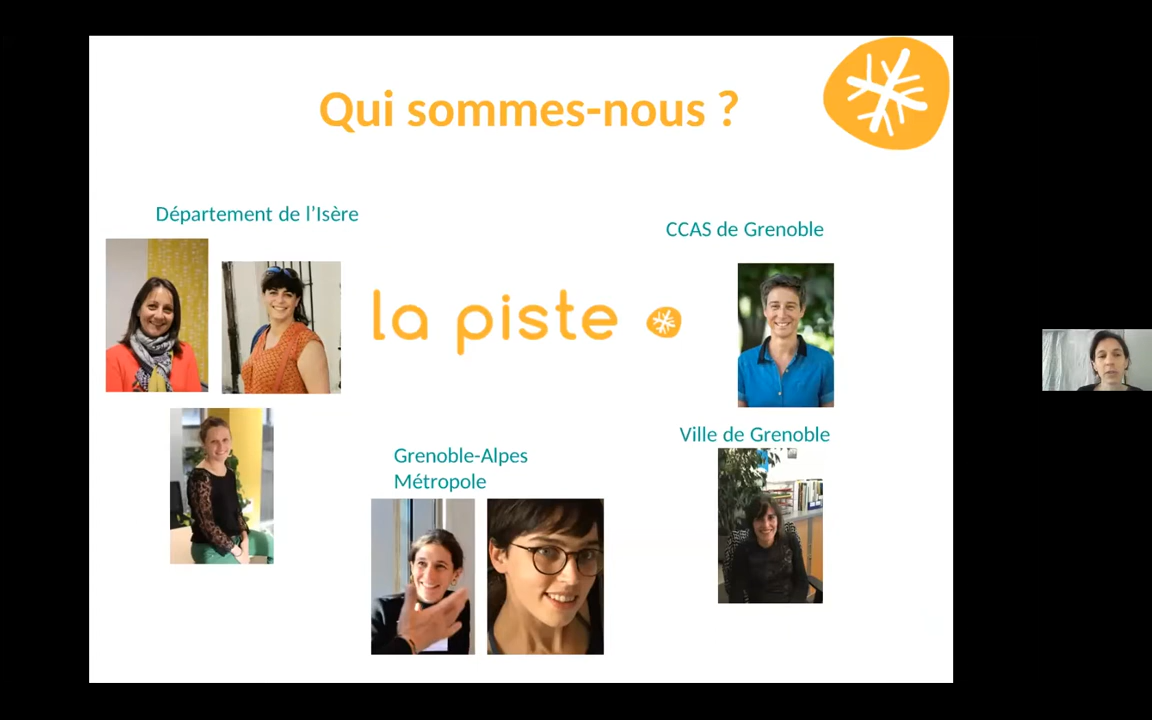 Qui sommes-nous ?
Département de l'Isère
CCAS de Grenoble
la piste
Ville de Grenoble
Grenoble-Alpes
Métropole